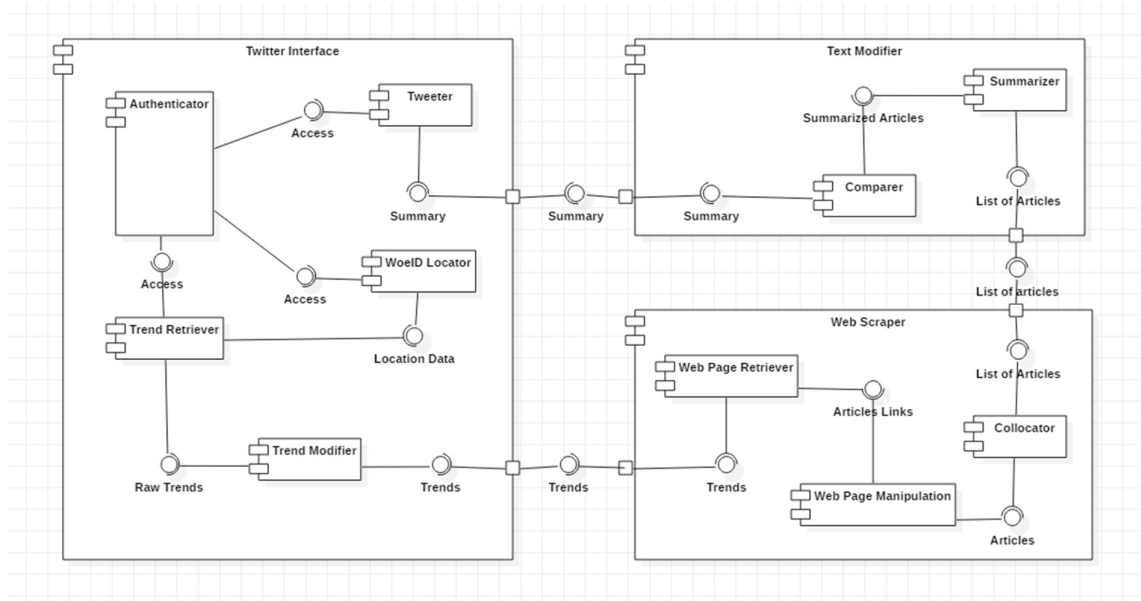 Twitter Interface
Authenticator
Access
Tweeter
Summary
Access
WoeID Locator
Access
Trend Retriever
Location Data
Raw Trends
Trend Modifier
Trends
Summary
Trends
Text Modifier
Summarizer
Summarized Articles
Comparer
Summary
List of Articles
List of articles
Web Scraper
Web Page Retriever
List of Articles
Articles Links
Collocator
Trends
Web Page Manipulation
Articles